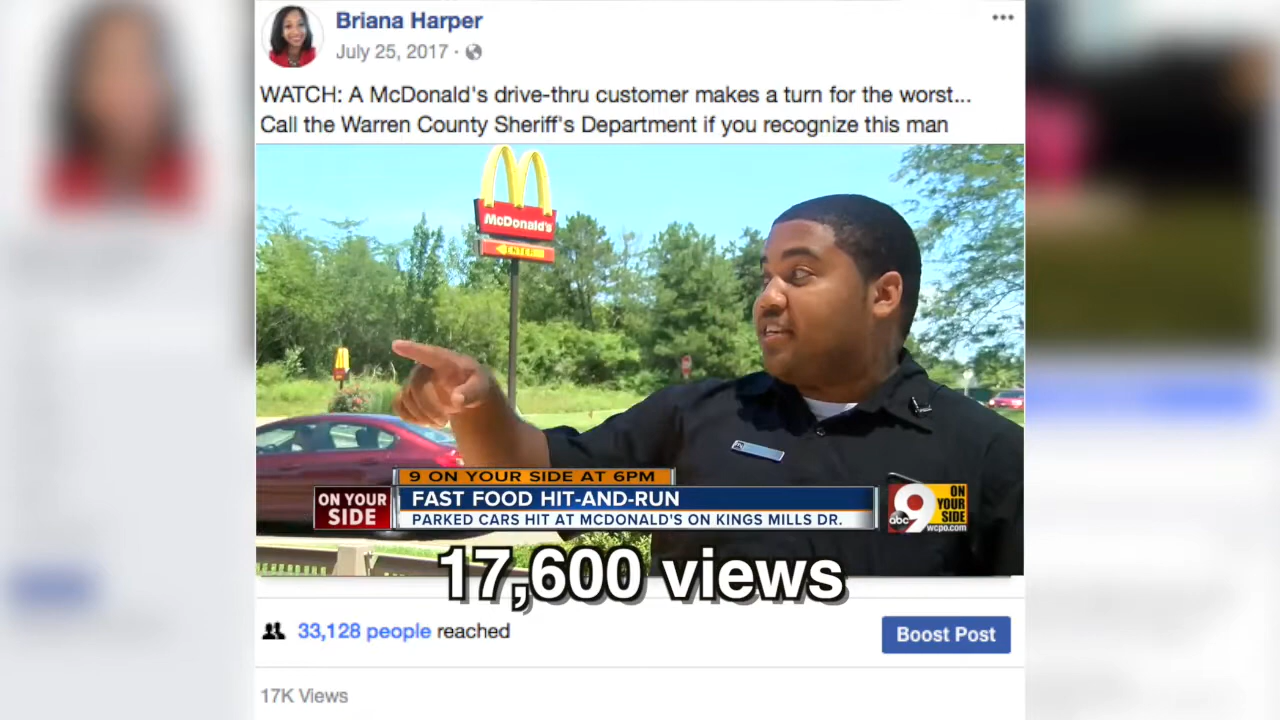 Briana Harper
July 25, 2017 ·
WATCH: A McDonald's drive-thru customer makes a turn for the worst...
Call the Warren County Sheriff's Department if you recognize this man
McDonald's
ENTER
9 ON YOUR SIDE AT 6PM
ON YOUR SIDE
FAST FOOD HIT-AND-RUN
PARKED CARS HIT AT MCDONALD'S ON KINGS MILLS DR.
abc 9
ON
YOUR
SIDE
wcpo.com
17,600 views
33,128 people reached
Boost Post
17K Views